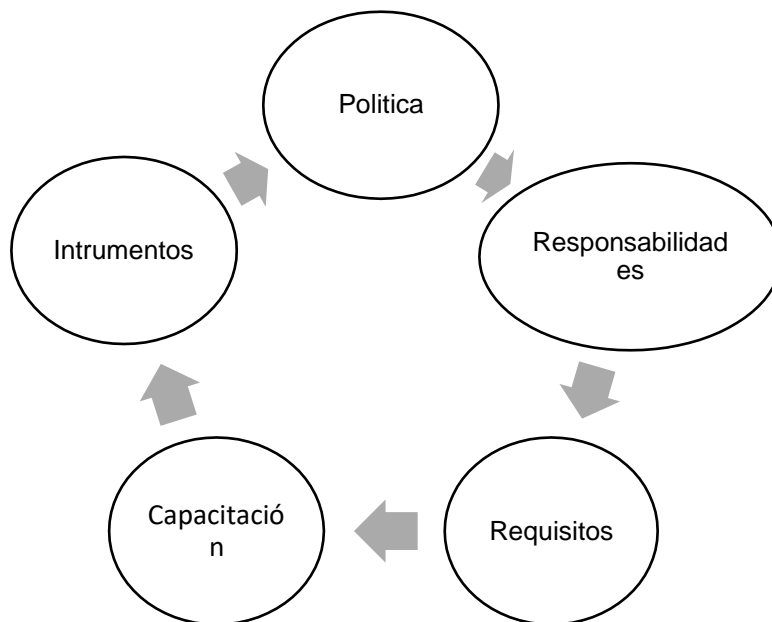 Politica
Responsabilidad
es
Requisitos
Capacitació
n
Intrumentos